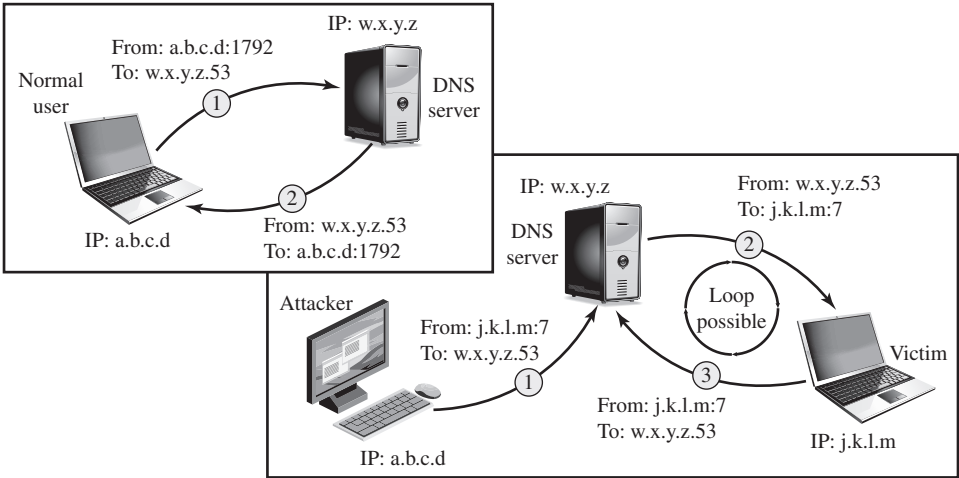 IP: w.x.y.z
From: a.b.c.d:1792
To: w.x.y.z.53
Normal
user
1
DNS
server
2
From: w.x.y.z.53
To: a.b.c.d:1792
IP: a.b.c.d
IP: w.x.y.z
From: w.x.y.z.53
To: j.k.l.m:7
DNS
server
2
Attacker
Loop
possible
From: j.k.l.m:7
To: w.x.y.z.53
1
Victim
3
From: j.k.l.m:7
To: w.x.y.z.53
IP: j.k.l.m
IP: a.b.c.d